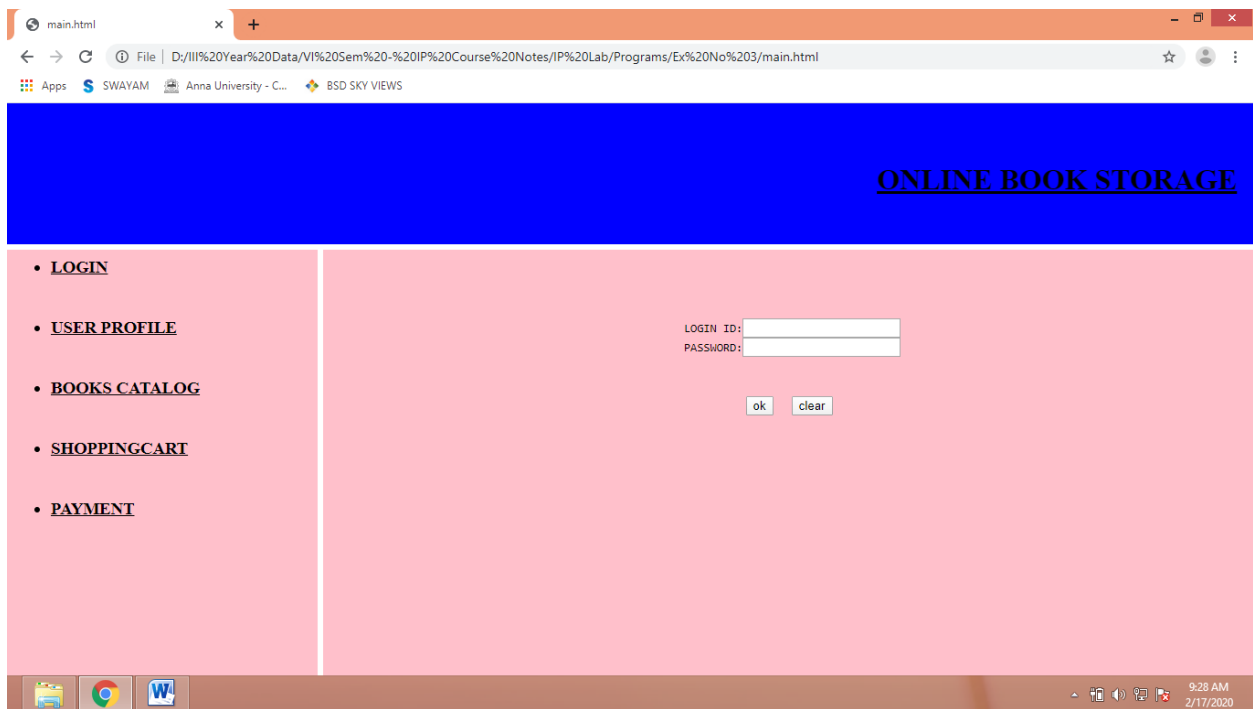 main.html
File D:/III%20Year%20Data/VI%20Sem%20-%20IP%20Course%20Notes/IP%20Lab/Programs/Ex%20No%203/main.html
Apps S SWAYAM Anna University - C... BSD SKY VIEWS
ONLINE BOOK STORAGE
• LOGIN
• USER PROFILE
• BOOKS CATALOG
• SHOPPINGCART
• PAYMENT
LOGIN ID:
PASSWORD:
ok clear
W
9:28 AM
2/17/2020